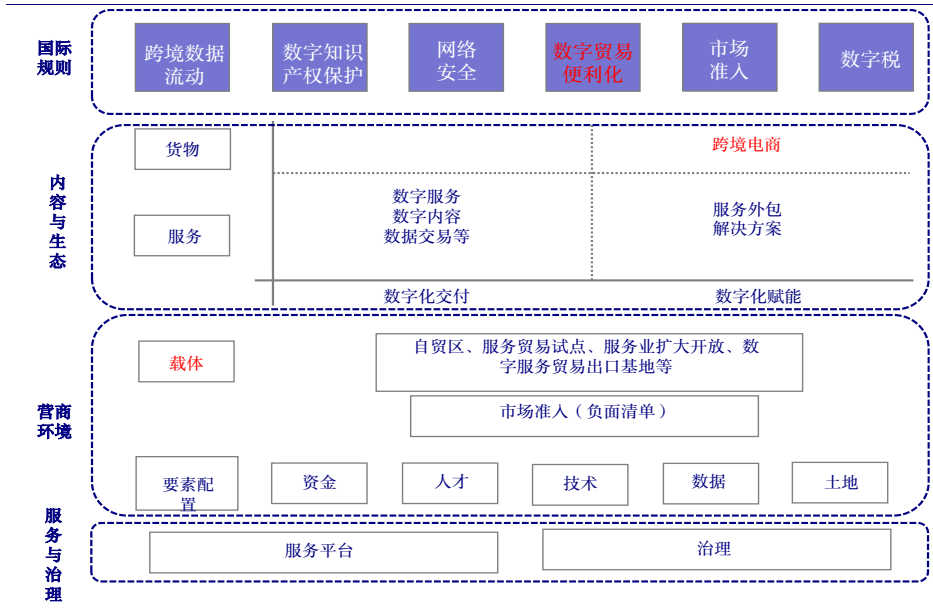 国际
规则
跨境数据
流动
数字知识
产权保护
网络
安全
数字贸易
便利化
市场
准入
数字税
内
容
与
生
态
货物
跨境电商
服务
数字服务
数字内容
数据交易等
服务外包
解决方案
数字化交付
数字化赋能
营商
环境
载体
自贸区、服务贸易试点、服务业扩大开放、数
字服务贸易出口基地等
市场准入（负面清单）
要素配
置
资金
人才
技术
数据
土地
服
务
与
治
理
服务平台
治理